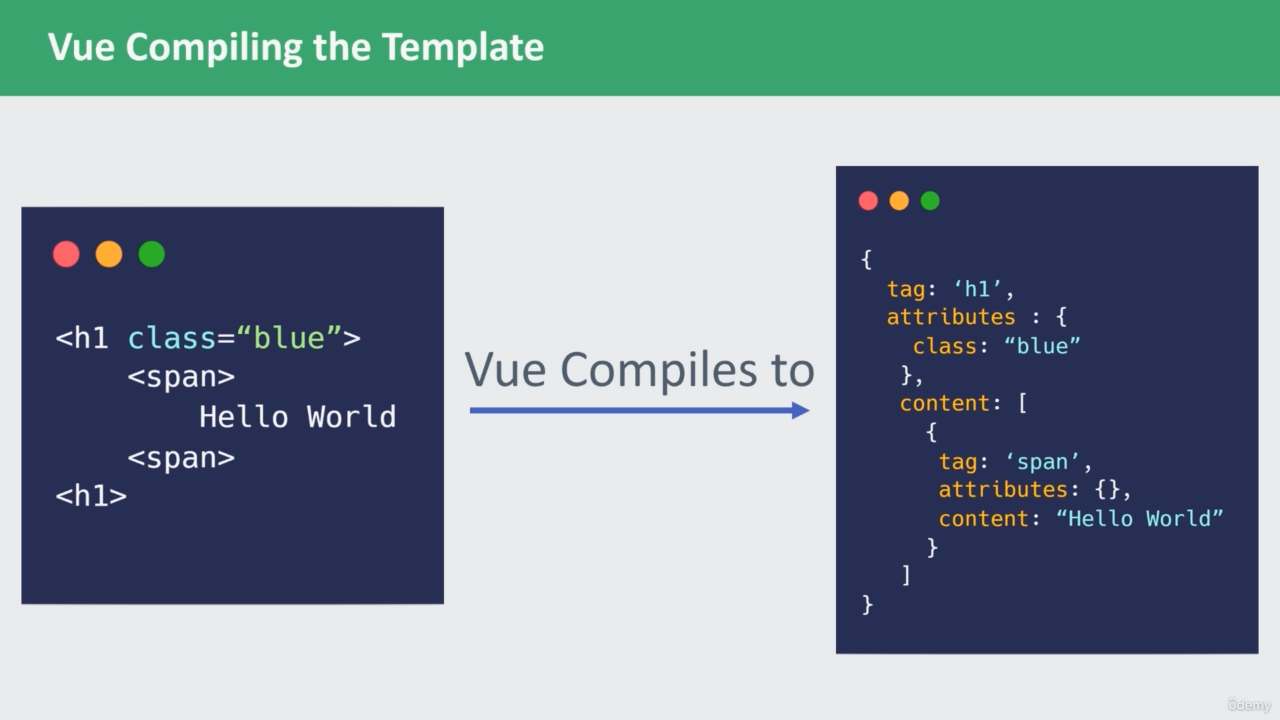 Vue Compiling the Template
<h1 class=“blue”>
<span>
Hello World
<span>
<h1>
Vue Compiles to
{
tag: ‘h1’,
attributes : {
class: “blue”
},
content: [
{
tag: ‘span’,
attributes: {},
content: “Hello World”
}
]
}
ûdemy